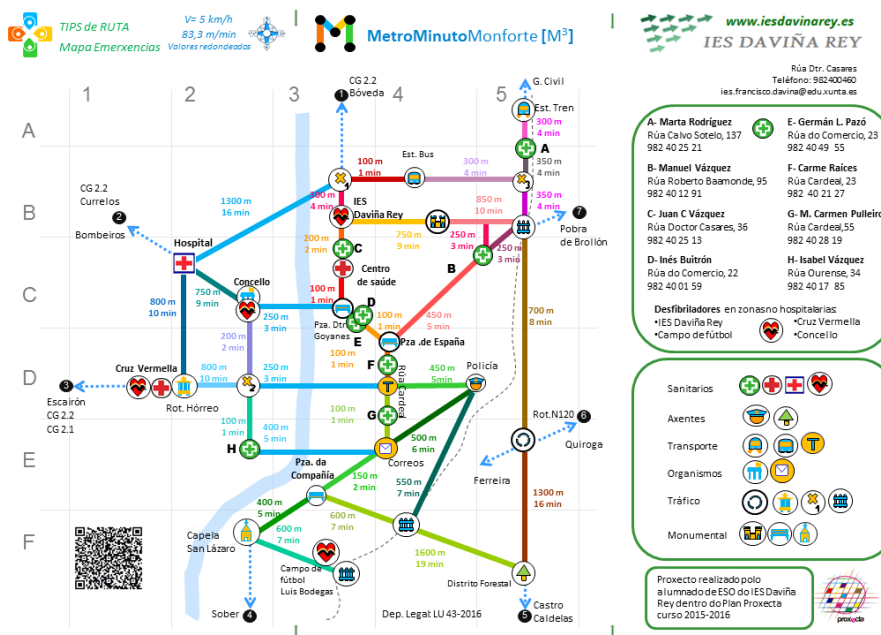 TIPS de RUTA
Mapa Emerxencias
V= 5 km/h
83,3 m/min
Valores redondeados
MetroMinutoMonforte [M³]
www.iesdavinarey.es
IES DAVIÑA REY
Rúa Dtr. Casares
Teléfono: 982400460
ies.francisco.davina@edu.xunta.es
1
2
3
4
5
A
B
C
D
E
F
CG 2.2
Bóveda
1
G. Civil
Est. Tren
300 m
4 min
A
350 m
4 min
Est. Bus
100 m
1 min
300 m
4 min
1
3
350 m
4 min
1300 m
16 min
300 m
4 min
IES
Daviña Rey
850 m
10 min
750 m
9 min
250 m
3 min
250 m
3 min
7
Pobra
de Brollón
CG 2.2
Currelos
2
Bombeiros
Hospital
200 m
2 min
C
B
Centro
de saúde
Concello
750 m
9 min
800 m
10 min
250 m
3 min
100 m
1 min
D
Pza. Dtr.
Goyanes
E
100 m
1 min
450 m
5 min
700 m
8 min
Pza .de España
200 m
2 min
100 m
1 min
F
Policía
Cruz Vermella
3
Escairón
CG 2.2
CG 2.1
Rot. Hórreo
800 m
10 min
2
250 m
3 min
450 m
5min
Rúa Cardeal
100 m
1 min
G
100 m
1 min
400 m
5 min
H
Correos
500 m
6 min
Rot.N120
6
Quiroga
Ferreira
Pza. da
Compañía
150 m
2 min
550 m
7 min
1300 m
16 min
400 m
5 min
600 m
7 min
Capela
San Lázaro
600 m
7 min
1600 m
19 min
Campo de
fútbol
Luis Bodegas
Distrito Forestal
Sober
4
Dep. Legal: LU 43-2016
5
Castro
Caldelas
A- Marta Rodríguez
Rúa Calvo Sotelo, 137
982 40 25 21
B- Manuel Vázquez
Rúa Roberto Baamonde, 95
982 40 12 91
C- Juan C Vázquez
Rúa Doctor Casares, 36
982 40 25 13
D- Inés Buitrón
Rúa do Comercio, 22
982 40 01 59
E- Germán L. Pazó
Rúa do Comercio, 23
982 40 49 55
F- Carme Raíces
Rúa Cardeal, 23
982 40 21 27
G- M. Carmen Pulleiro
Rúa Cardeal,55
982 40 28 19
H- Isabel Vázquez
Rúa Ourense, 34
982 40 17 85
Desfibriladores en zonasno hospitalarias:
•IES Daviña Rey
•Campo de fútbol
•Cruz Vermella
•Concello
Sanitarios
Axentes
Transporte
Organismos
Tráfico
Monumental
Proxecto realizado polo
alumnado de ESO do IES Daviña
Rey dentro do Plan Proxecta
curso 2015-2016
proxecta